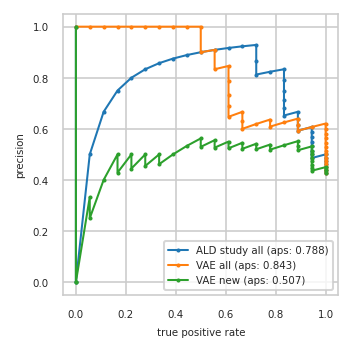 1.0
0.8
0.6
0.4
0.2
0.0
precision
0.0 0.2 0.4 0.6 0.8 1.0
true positive rate
ALD study all (aps: 0.788)
VAE all (aps: 0.843)
VAE new (aps: 0.507)